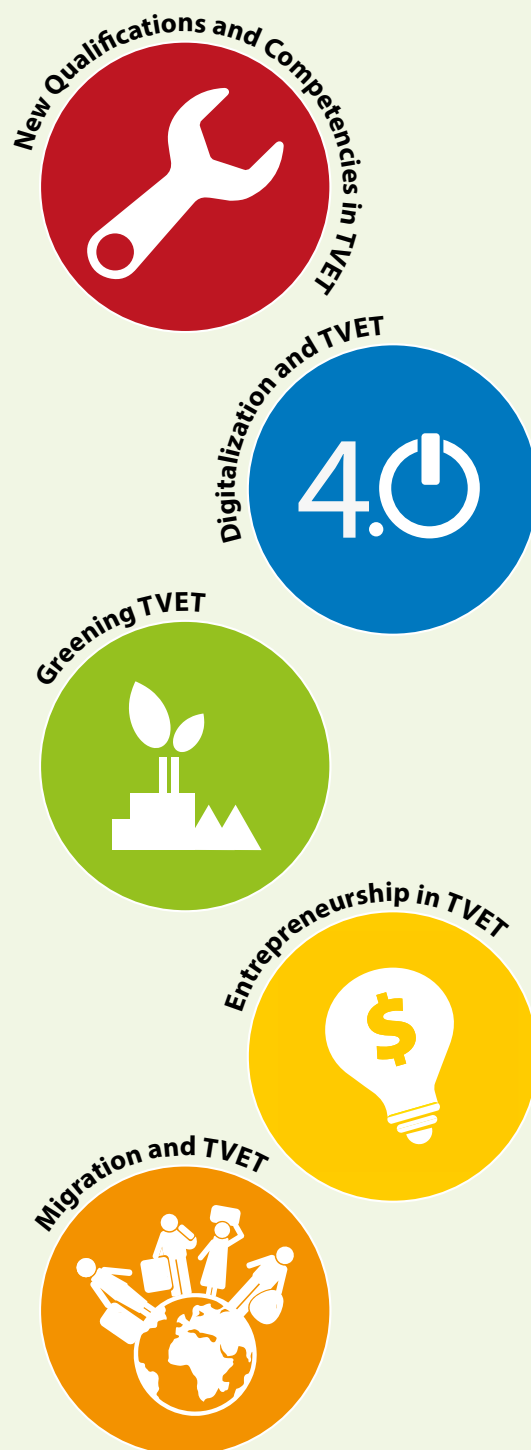 New Qualifications and Competencies in TVET
Digitalization and TVET
4.0
Greening TVET
Entrepreneurship in TVET
$
Migration and TVET